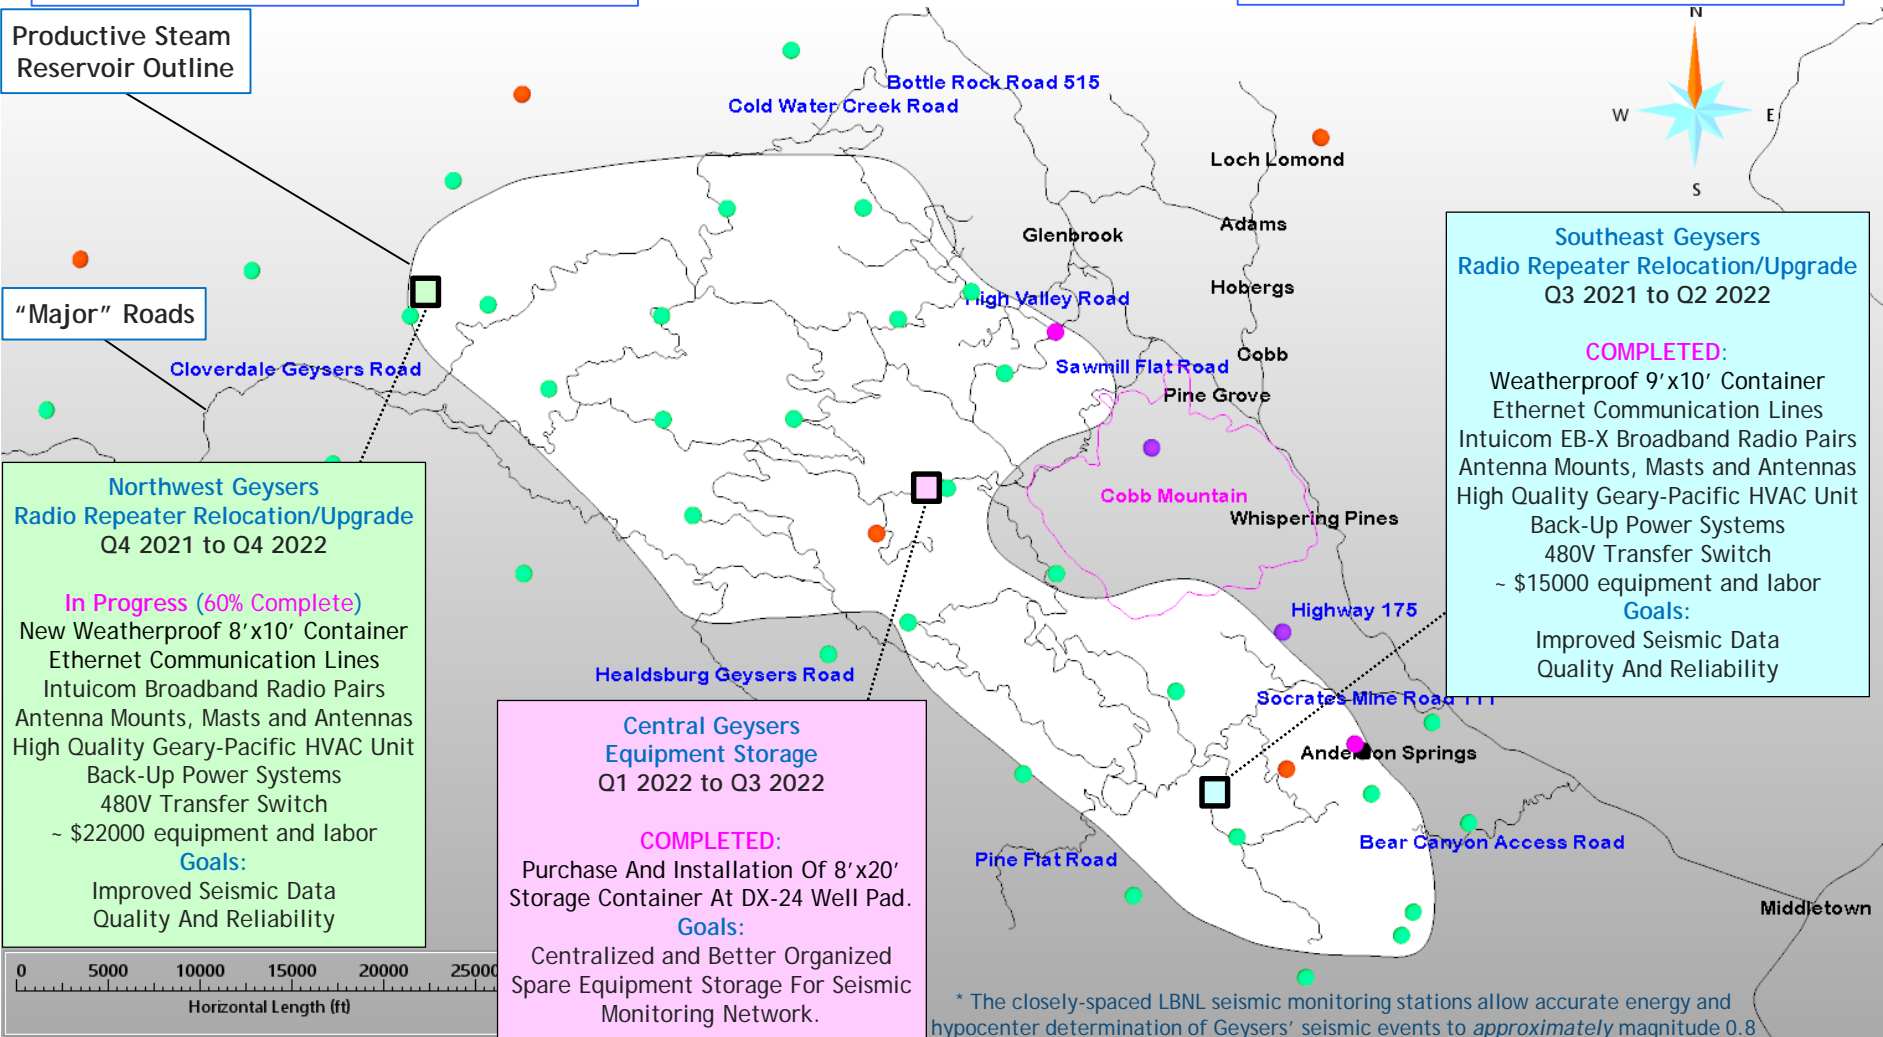 Productive Steam
Reservoir Outline
"Major" Roads
Bottle Rock Road 515
Cold Water Creek Road
N
W
E
S
Loch Lomond
Adams
Glenbrook
Hobergs
High Valley Road
Cobb
Sawmill Flat Road
Pine Grove
Cloverdale Geysers Road
Cobb Mountain
Whispering Pines
Highway 175
Healdsburg Geysers Road
Socrates Mine Road 111
Anderson Springs
Bear Canyon Access Road
Pine Flat Road
Middletown
Northwest Geysers
Radio Repeater Relocation/Upgrade
Q4 2021 to Q4 2022
In Progress (60% Complete)
New Weatherproof 8'x10' Container
Ethernet Communication Lines
Intuicom Broadband Radio Pairs
Antenna Mounts, Masts and Antennas
High Quality Geary-Pacific HVAC Unit
Back-Up Power Systems
480V Transfer Switch
~ $22000 equipment and labor
Goals:
Improved Seismic Data
Quality And Reliability
Central Geysers
Equipment Storage
Q1 2022 to Q3 2022
COMPLETED:
Purchase And Installation Of 8'x20'
Storage Container At DX-24 Well Pad.
Goals:
Centralized and Better Organized
Spare Equipment Storage For Seismic
Monitoring Network.
Southeast Geysers
Radio Repeater Relocation/Upgrade
Q3 2021 to Q2 2022
COMPLETED:
Weatherproof 9'x10' Container
Ethernet Communication Lines
Intuicom EB-X Broadband Radio Pairs
Antenna Mounts, Masts and Antennas
High Quality Geary-Pacific HVAC Unit
Back-Up Power Systems
480V Transfer Switch
~ $15000 equipment and labor
Goals:
Improved Seismic Data
Quality And Reliability
0 5000 10000 15000 20000 25000
Horizontal Length (ft)
* The closely-spaced LBNL seismic monitoring stations allow accurate energy and
hypocenter determination of Geysers' seismic events to approximately magnitude 0.8